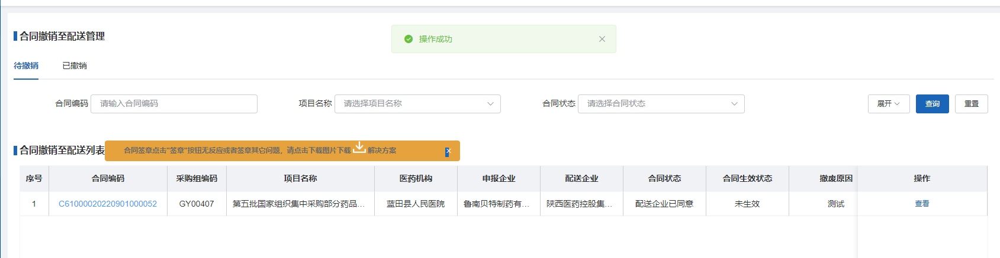 合同撤销至配送管理
操作成功
待撤销 已撤销
合同编码 请输入合同编码 项目名称 请选择项目名称 合同状态 请选择合同状态 展开 查询 重置
合同撤销至配送列表 合同签章点击"签章"按钮无反应或者签章其它问题，请点击下载图片下载 解决方案
序号 合同编码 采购组编码 项目名称 医药机构 申报企业 配送企业 合同状态 合同生效状态 撤废原因 操作
1 C61000020220901000052 GY00407 第五批国家组织集中采购部分药品... 蓝田县人民医院 鲁南贝特制药有... 陕西医药控股集... 配送企业已同意 未生效 测试 查看